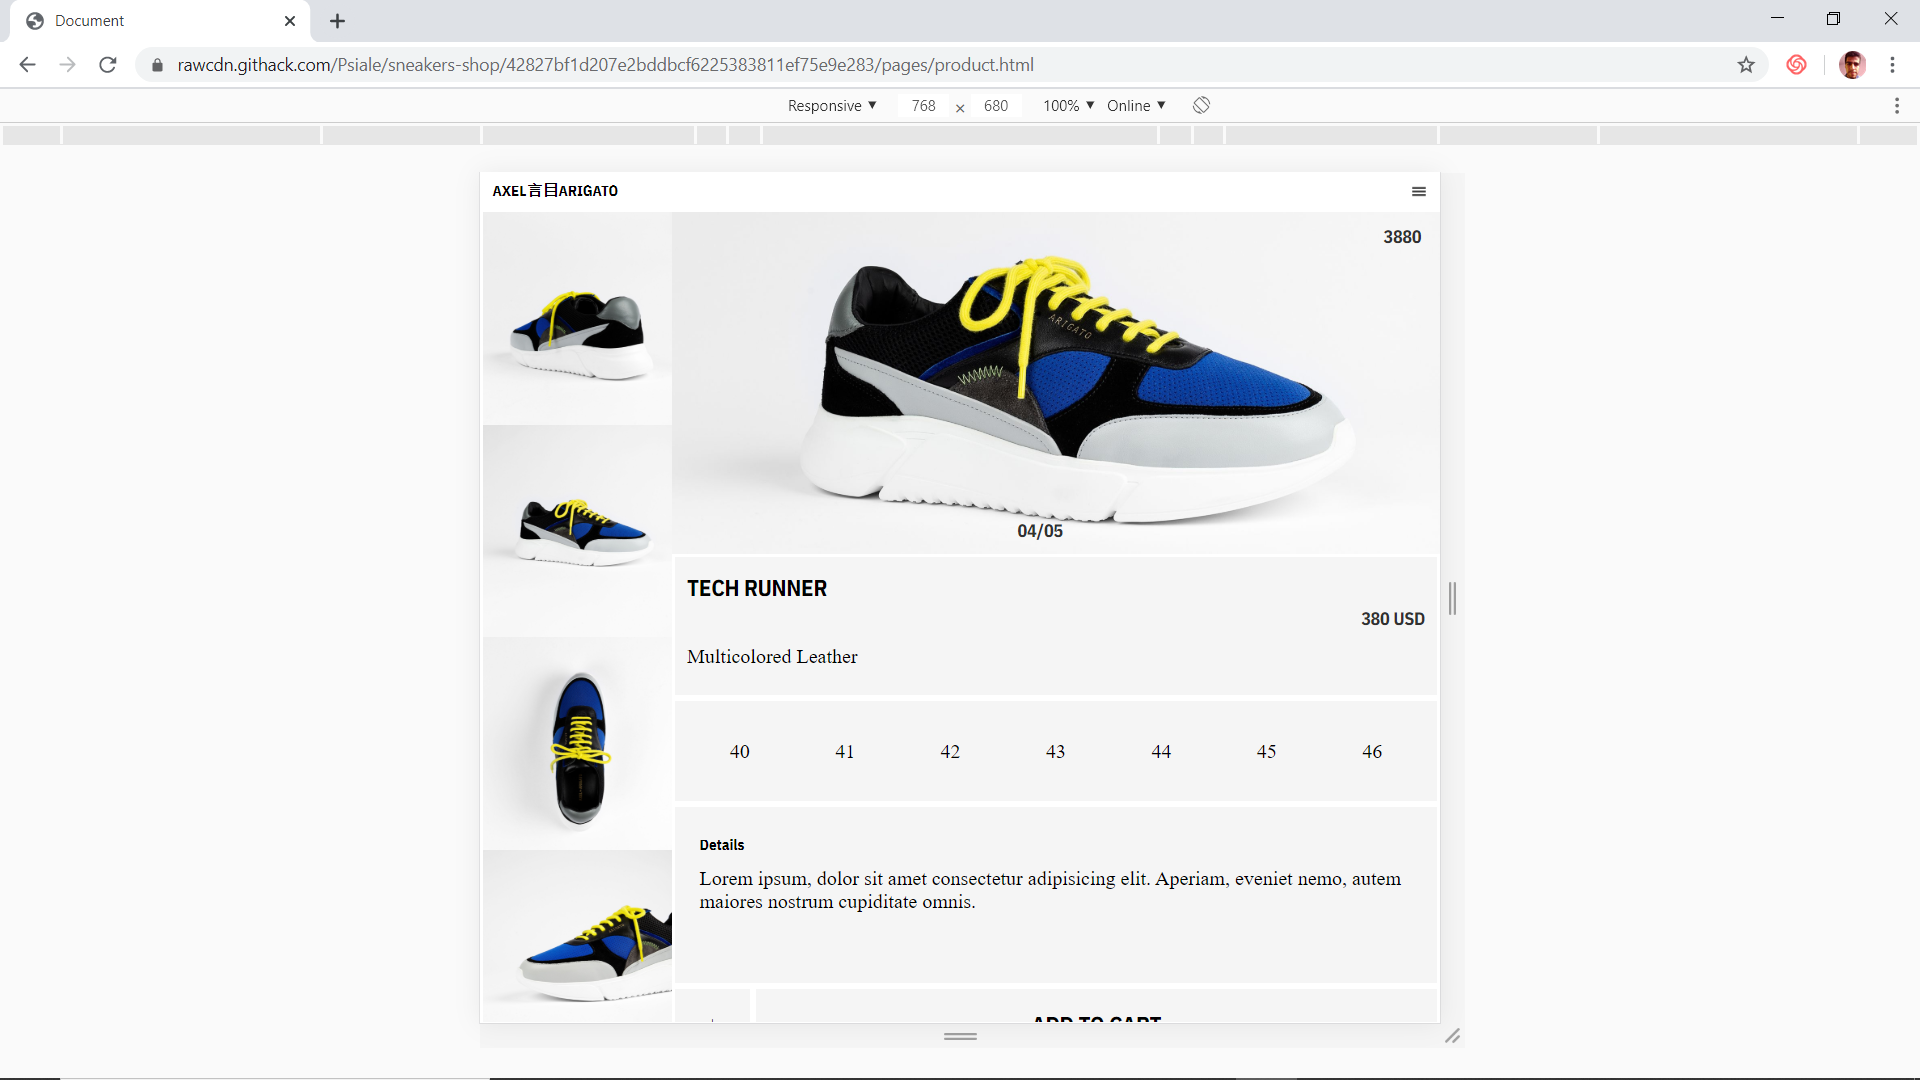 Document
rawcdn.githack.com/Psiale/sneakers-shop/42827bf1d207e2bddbcf6225383811ef75e9e283/pages/product.html
Responsive ▼ 768 × 680 100% ▼ Online ▼
AXEL言目ARIGATO
3880
ARIGATO
04/05
TECH RUNNER
380 USD
Multicolored Leather
40 41 42 43 44 45 46
Details
Lorem ipsum, dolor sit amet consectetur adipisicing elit. Aperiam, eveniet nemo, autem
maiores nostrum cupiditate omnis.
ADD TO CART